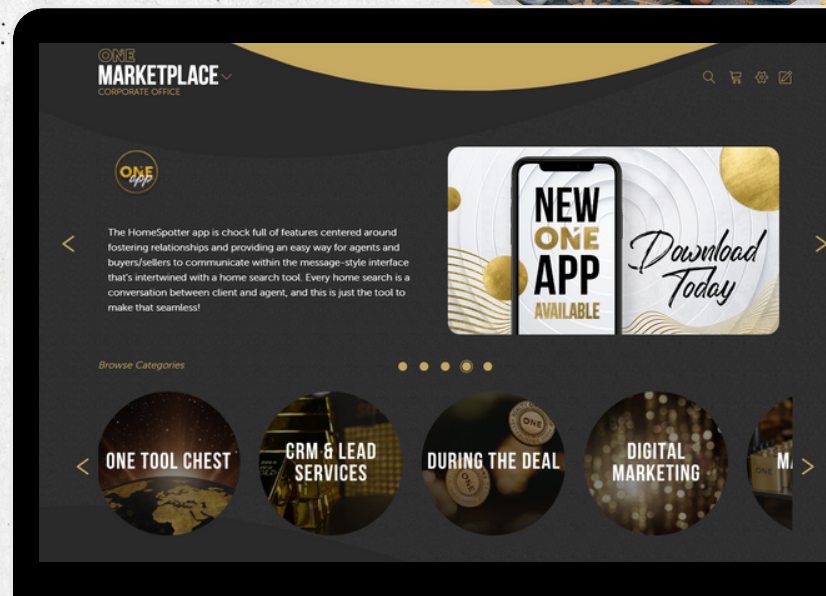 ONE
MARKETPLACE
CORPORATE OFFICE
ONE
app
The HomeSpotter app is chock full of features centered around
fostering relationships and providing an easy way for agents and
buyers/sellers to communicate within the message-style interface
that's intertwined with a home search tool. Every home search is a
conversation between client and agent, and this is just the tool to
make that seamless!
NEW
ONE
APP
AVAILABLE
Download
Today
Browse Categories
ONE TOOL CHEST
CRM & LEAD
SERVICES
DURING THE DEAL
ONE
ONE
DIGITAL
MARKETING